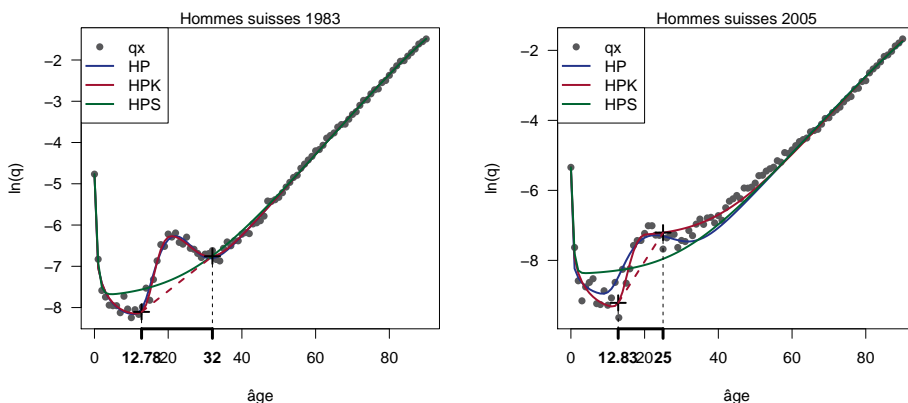 Hommes suisses 1983
qx
HP
HPK
HPS
−2
−3
−4
−5
−6
−7
−8
ln(q)
0
12.78
20
32
40
60
80
âge
Hommes suisses 2005
qx
HP
HPK
HPS
−2
−4
−6
−8
ln(q)
0
12.83
20
25
40
60
80
âge